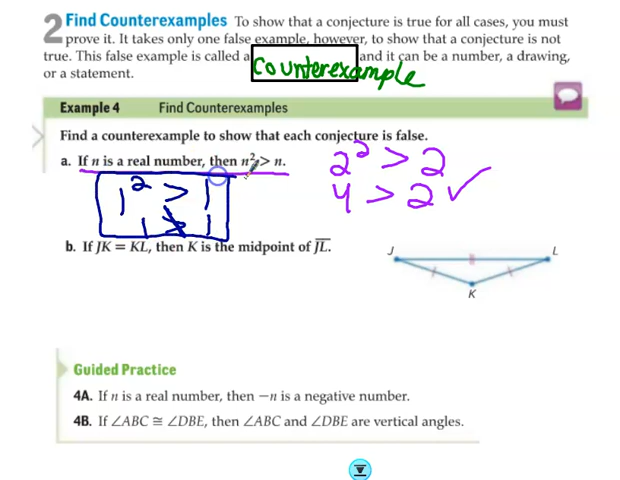 2 Find Counterexamples To show that a conjecture is true for all cases, you must
prove it. It takes only one false example, however, to show that a conjecture is not
true. This false example is called a counterexample and it can be a number, a drawing,
or a statement.
Example 4 Find Counterexamples
Find a counterexample to show that each conjecture is false.
a. If n is a real number, then n² > n.
2² > 2
4 > 2 ✓
1² > 1
1 ≯ 1
b. If JK = KL, then K is the midpoint of J̅L̅.
J L
K
Guided Practice
4A. If n is a real number, then −n is a negative number.
4B. If ∠ABC ≅ ∠DBE, then ∠ABC and ∠DBE are vertical angles.